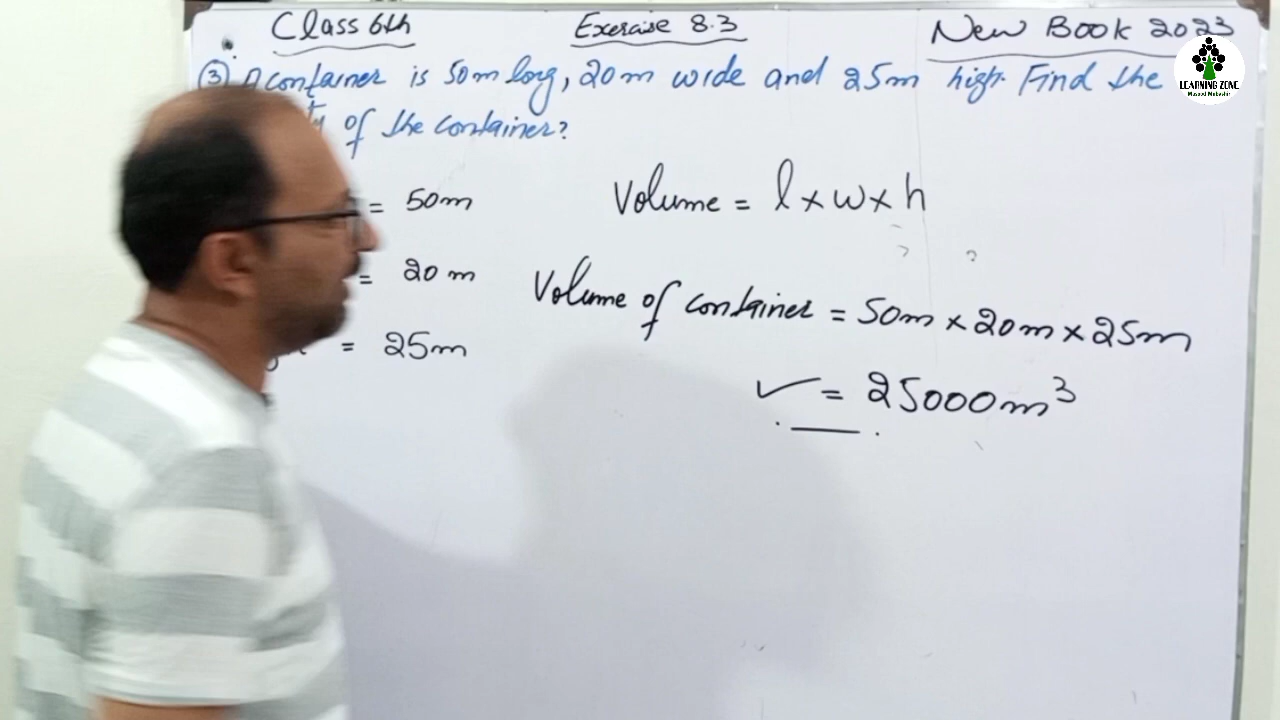 Class 6th Exercise 8.3 New Book 2023
③ A container is 50m long, 20m wide and 25m high. Find the
of the container?
LEARNING ZONE
= 50m
Volume = l × w × h
= 20 m
Volume of container = 50m × 20m × 25m
= 25m
V = 25000m³